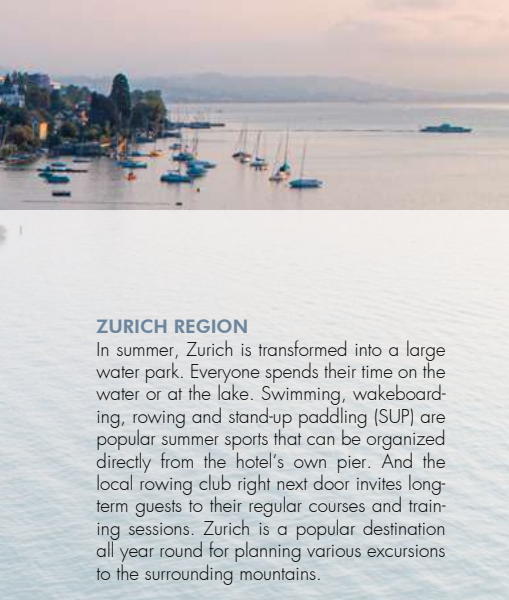 ZURICH REGION
In summer, Zurich is transformed into a large
water park. Everyone spends their time on the
water or at the lake. Swimming, wakeboard-
ing, rowing and stand-up paddling (SUP) are
popular summer sports that can be organized
directly from the hotel's own pier. And the
local rowing club right next door invites long-
term guests to their regular courses and train-
ing sessions. Zurich is a popular destination
all year round for planning various excursions
to the surrounding mountains.